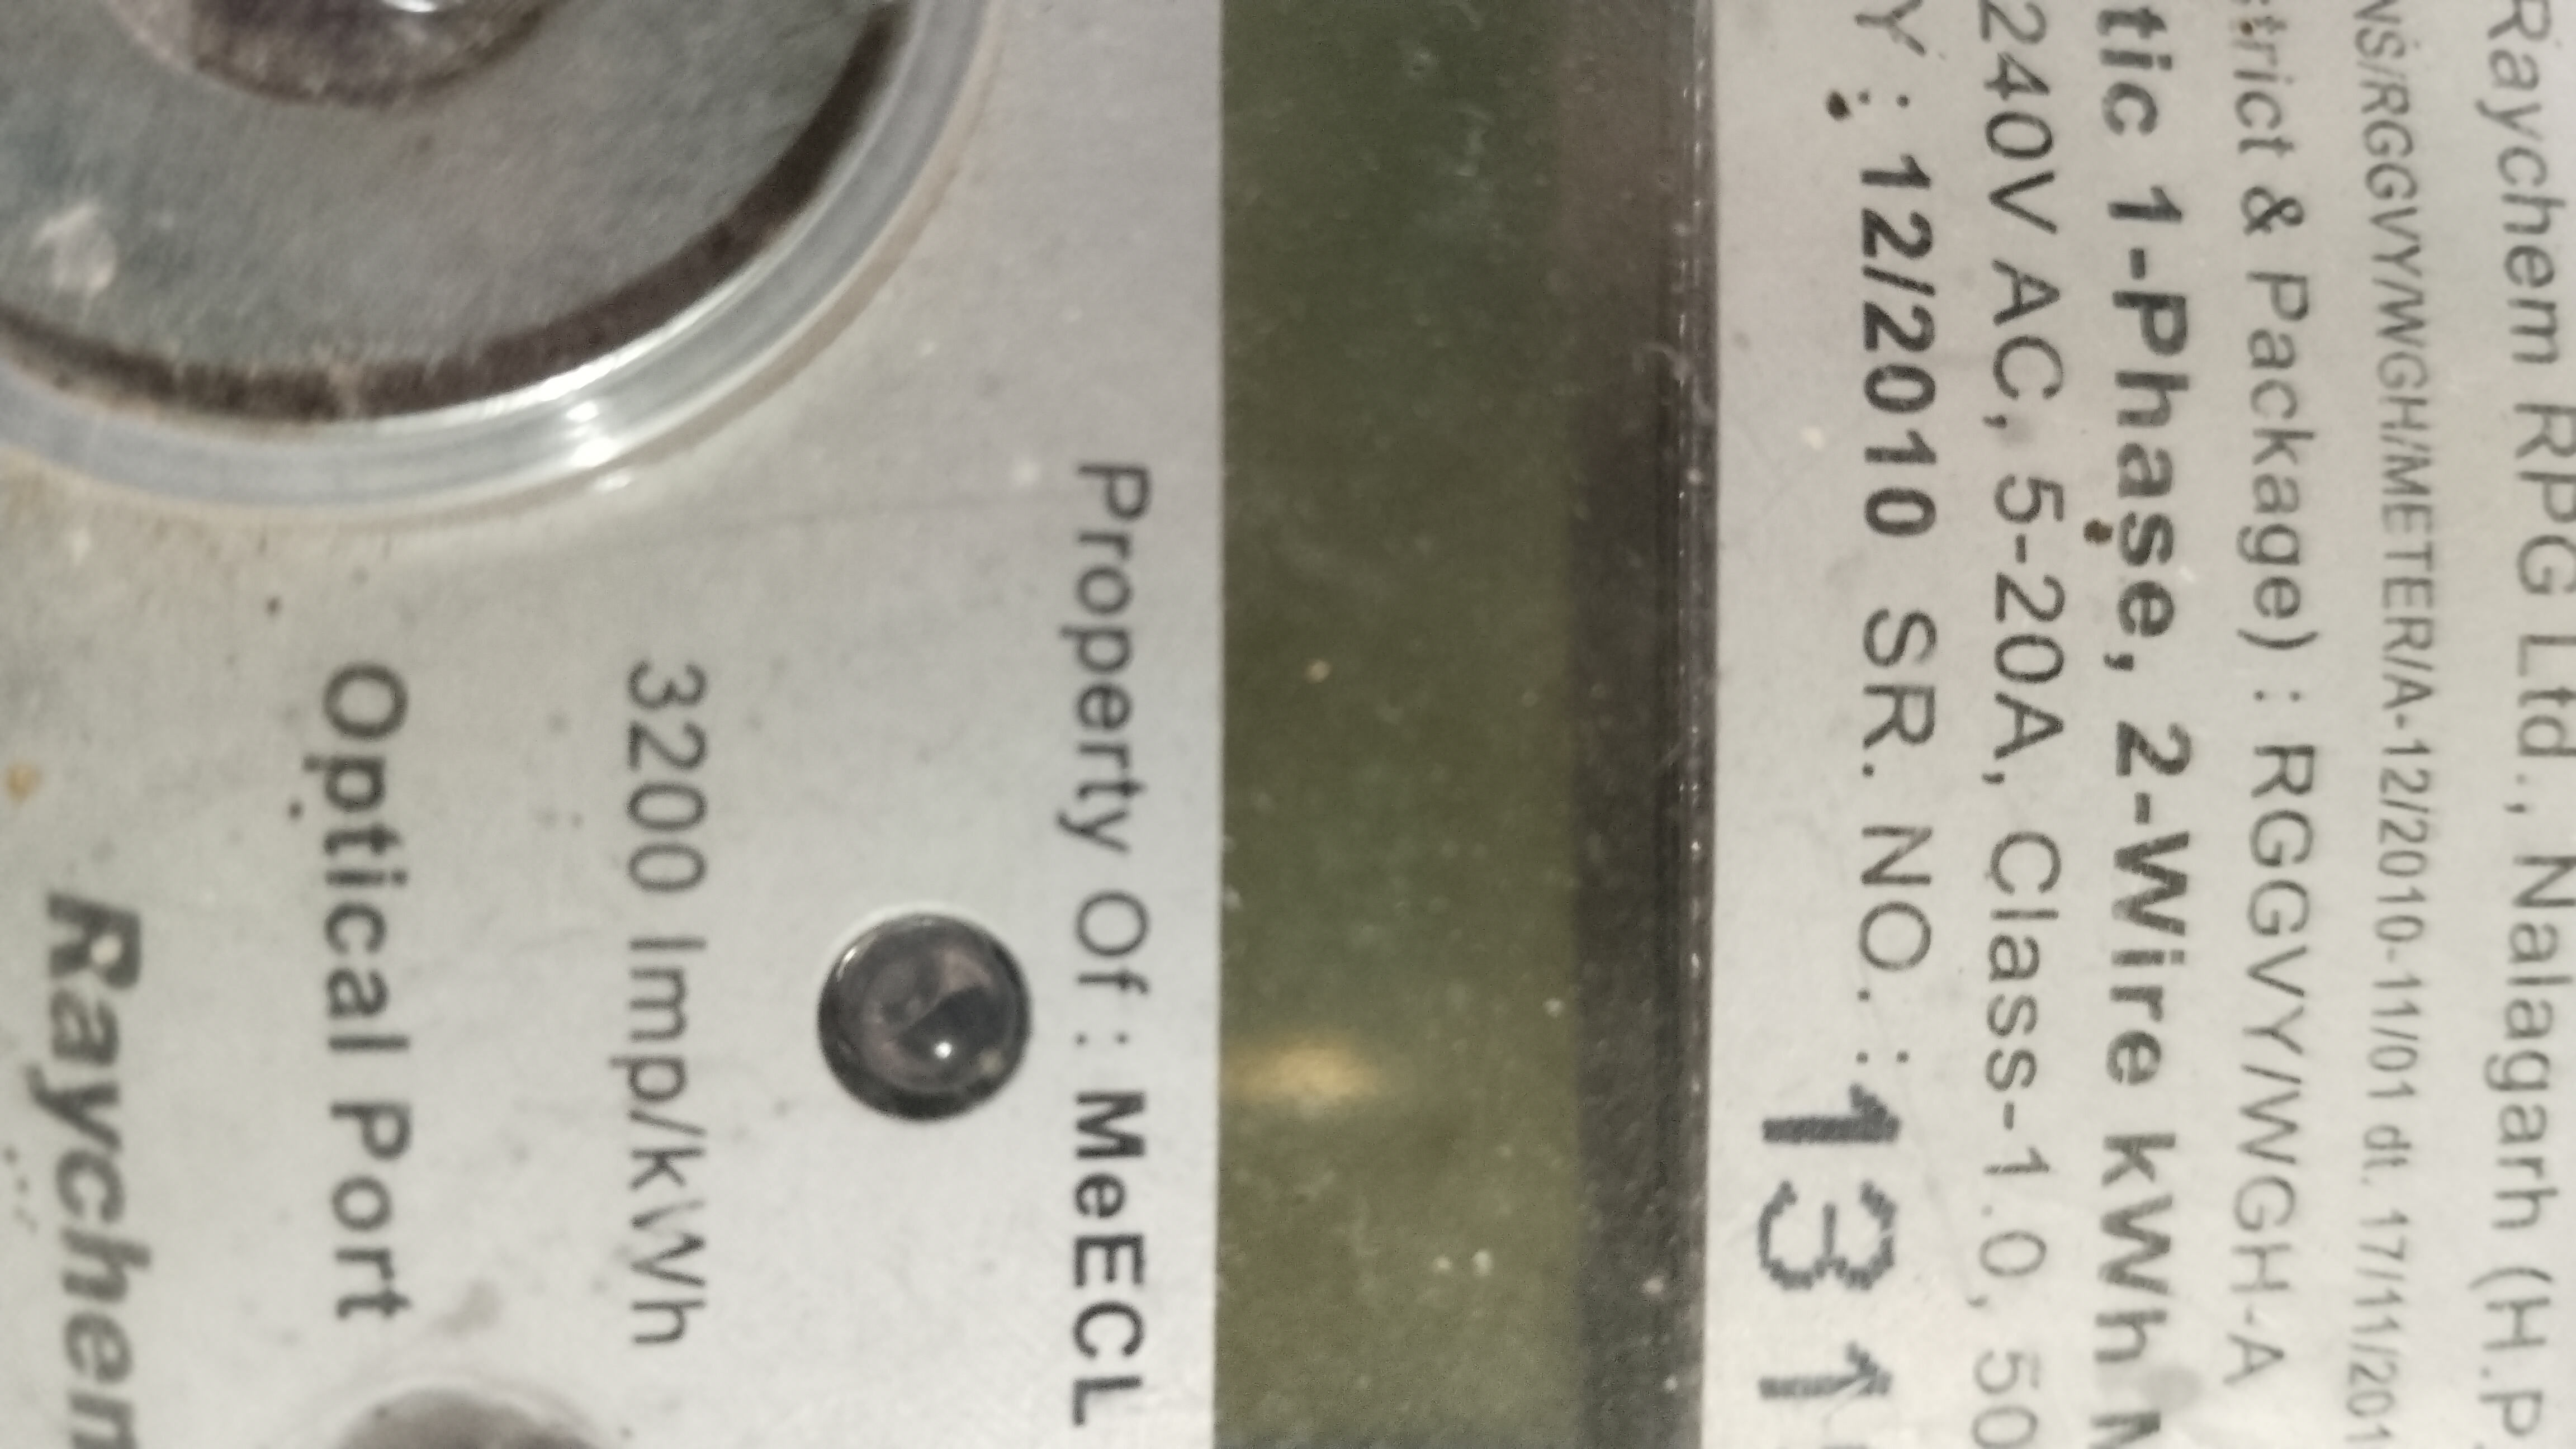 Raychem RPG Ltd., Nalagarh (H.P.
NS/RGGVY/WGH/METER/A-12/2010-11/01 dt. 17/11/201
strict & Package) : RGGVY/WGH-A
tic 1-Phase, 2-Wire kWh M
240V AC, 5-20A, Class-1.0, 50
Y : 12/2010 SR. NO. : 131
Property Of : MeECL
3200 Imp/kWh
Optical Port
Raychem